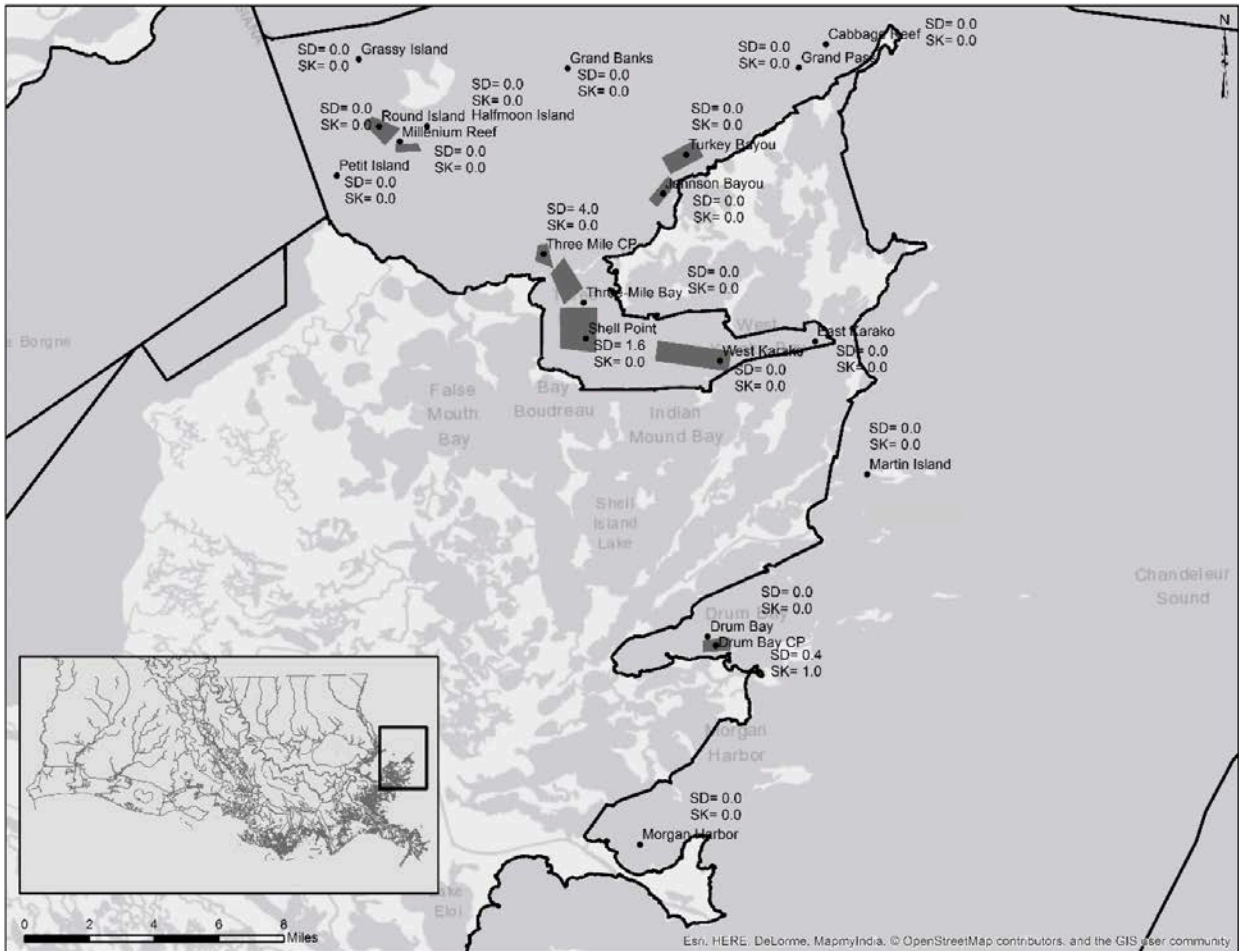 N
SD= 0.0
SK= 0.0
Grassy Island
Grand Banks
SD= 0.0
SK= 0.0
SD= 0.0
SK= 0.0
Cabbage Reef
Grand Pass
SD= 0.0
SK= 0.0
SD= 0.0
SK= 0.0
Halfmoon Island
SD= 0.0
SK= 0.0
Round Island
Millenium Reef
SD= 0.0
SK= 0.0
Petit Island
SD= 0.0
SK= 0.0
SD= 0.0
SK= 0.0
Turkey Bayou
Johnson Bayou
SD= 0.0
SK= 0.0
SD= 4.0
SK= 0.0
Three Mile CP
SD= 0.0
SK= 0.0
Three-Mile Bay
Shell Point
SD= 1.6
SK= 0.0
West
West Karako
SD= 0.0
SK= 0.0
East Karako
SD= 0.0
SK= 0.0
Borgne
False
Mouth
Bay
Bay
Boudreau
Indian
Mound Bay
SD= 0.0
SK= 0.0
Martin Island
Shell
Island
Lake
Chandeleur
Sound
SD= 0.0
SK= 0.0
Drum Bay
Drum Bay
Drum Bay CP
SD= 0.4
SK= 1.0
Morgan
Harbor
SD= 0.0
SK= 0.0
Morgan Harbor
Lake
Eloi
0 2 4 6 8
Miles
Esri, HERE, DeLorme, MapmyIndia, © OpenStreetMap contributors, and the GIS user community